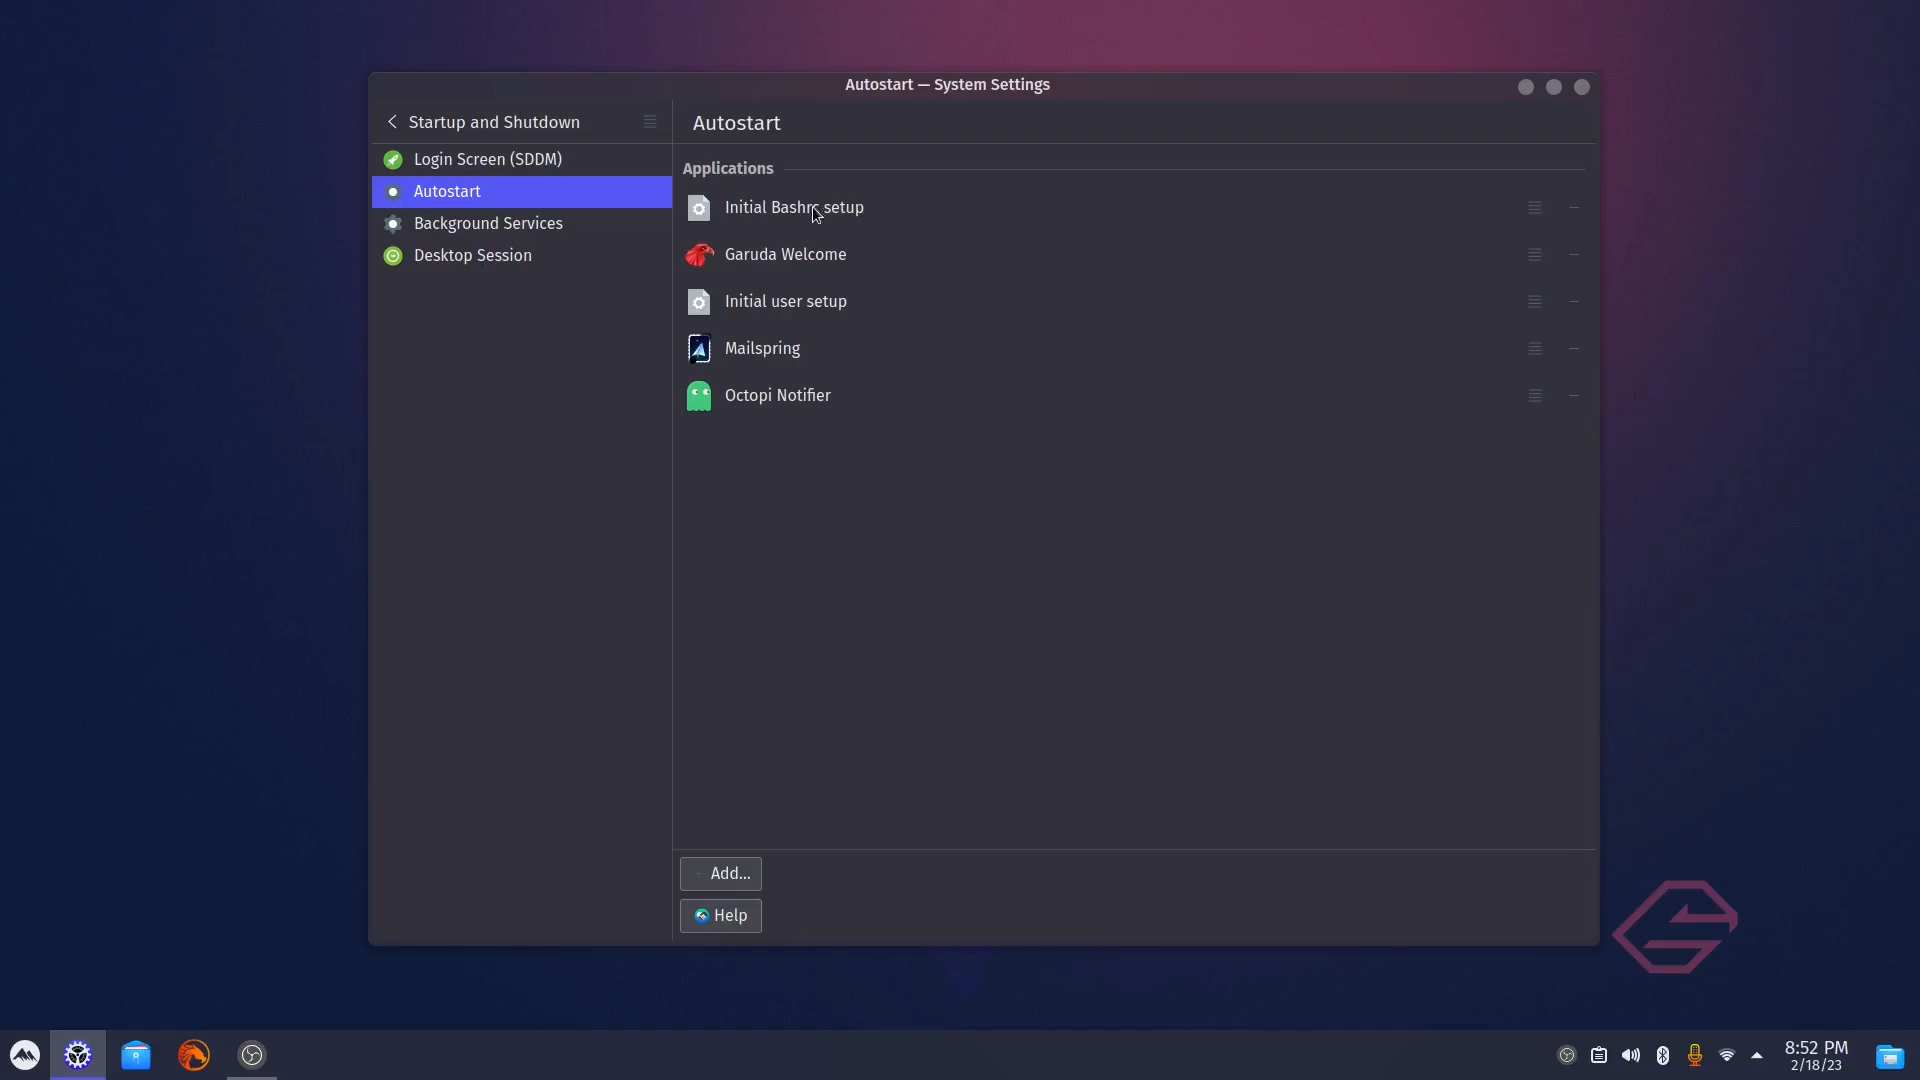 Autostart — System Settings
Startup and Shutdown
Autostart
Login Screen (SDDM)
Autostart
Background Services
Desktop Session
Applications
Initial Bashrc setup
Garuda Welcome
Initial user setup
Mailspring
Octopi Notifier
Add...
Help
8:52 PM
2/18/23